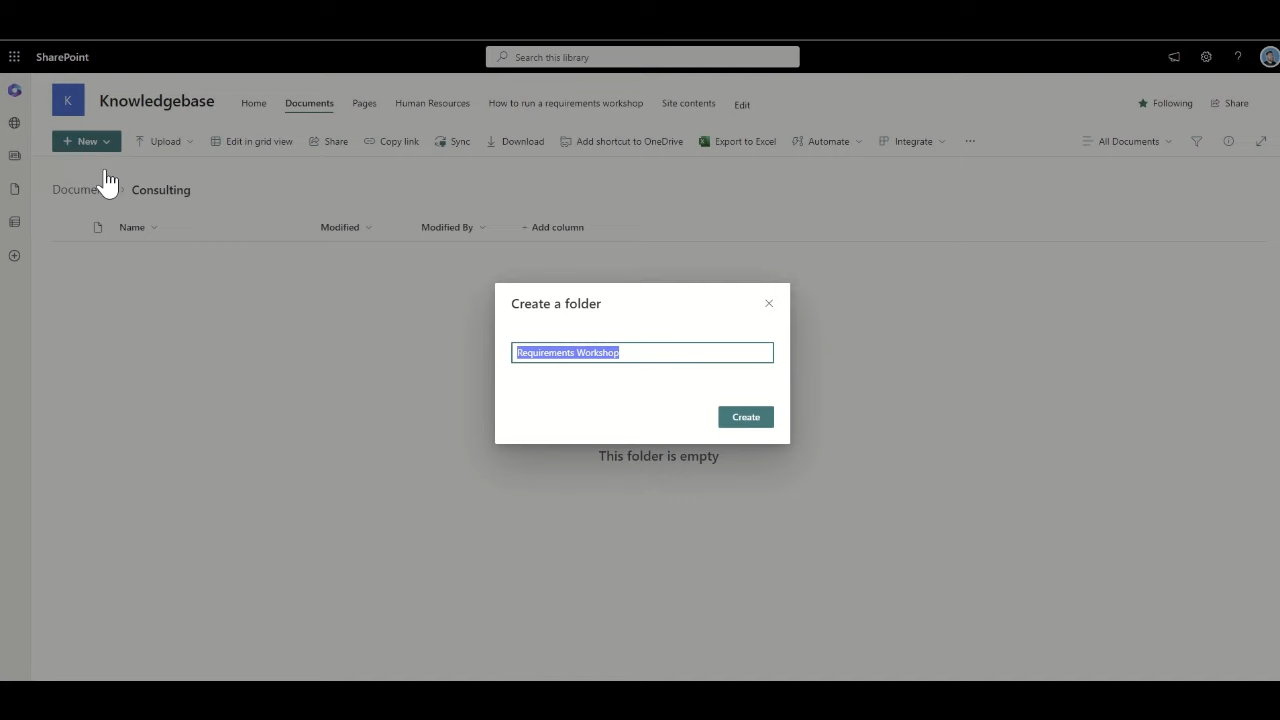 SharePoint
Search this library
?
K
Knowledgebase
Home
Documents
Pages
Human Resources
How to run a requirements workshop
Site contents
Edit
Following
Share
+ New
Upload
Edit in grid view
Share
Copy link
Sync
Download
Add shortcut to OneDrive
Export to Excel
Automate
Integrate
...
All Documents
Consulting
Name
Modified
Modified By
+ Add column
Create a folder
Requirements Workshop
Create
This folder is empty